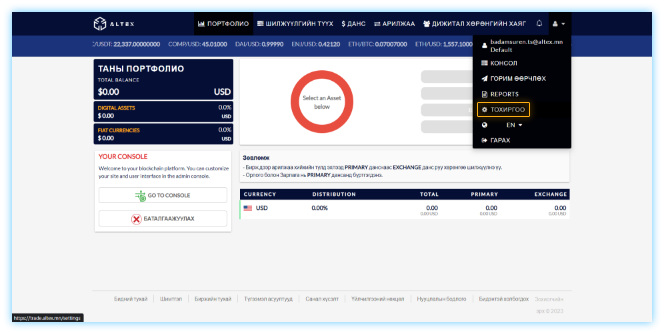 ALTEX
ПОРТФОЛИО ШИЛЖҮҮЛГИЙН ТҮҮХ $ ДАНС АРИЛЖАА ДИЖИТАЛ ХӨРӨНГИЙН ХАЯГ
/USDT: 22,337.00000000 COMP/USD: 45.01000 DAI/USD: 0.99990 ENJ/USD: 0.42120 ETH/BTC: 0.07007000 ETH/USD: 1,557.1000
badamsuren.ts@altex.mn
Default
КОНСОЛ
ГОРИМ ӨӨРЧЛӨХ
REPORTS
ТОХИРГОО
EN
ГАРАХ
ТАНЫ ПОРТФОЛИО
TOTAL BALANCE
$0.00 USD
DIGITAL ASSETS 0.0%
$ 0.00 USD
FIAT CURRENCIES 0.0%
$ 0.00 USD
Select an Asset
below
YOUR CONSOLE
Welcome to your blockchain platform. You can customize
your site and user interface in the admin console.
GO TO CONSOLE
БАТАЛГААЖУУЛАХ
Зөвлөмж
- Биржээр арилжаа хийхийн тулд эхлээд PRIMARY данснаас EXCHANGE данс руу хөрөнгөө шилжүүлнэ үү.
- Орлого болон Зарлага нь PRIMARY дансанд бүртгэгдэнэ.
CURRENCY DISTRIBUTION TOTAL PRIMARY EXCHANGE
USD 0.00% 0.00 0.00 0.00
0.00 USD 0.00 USD 0.00 USD
Бидний тухай Шимтгэл Биржийн тухай Түгээмэл асуултууд Санал хүсэлт Үйлчилгээний нөхцөл Нууцлалын бодлого Бидэнтэй холбогдох
https://trade.altex.mn/settings